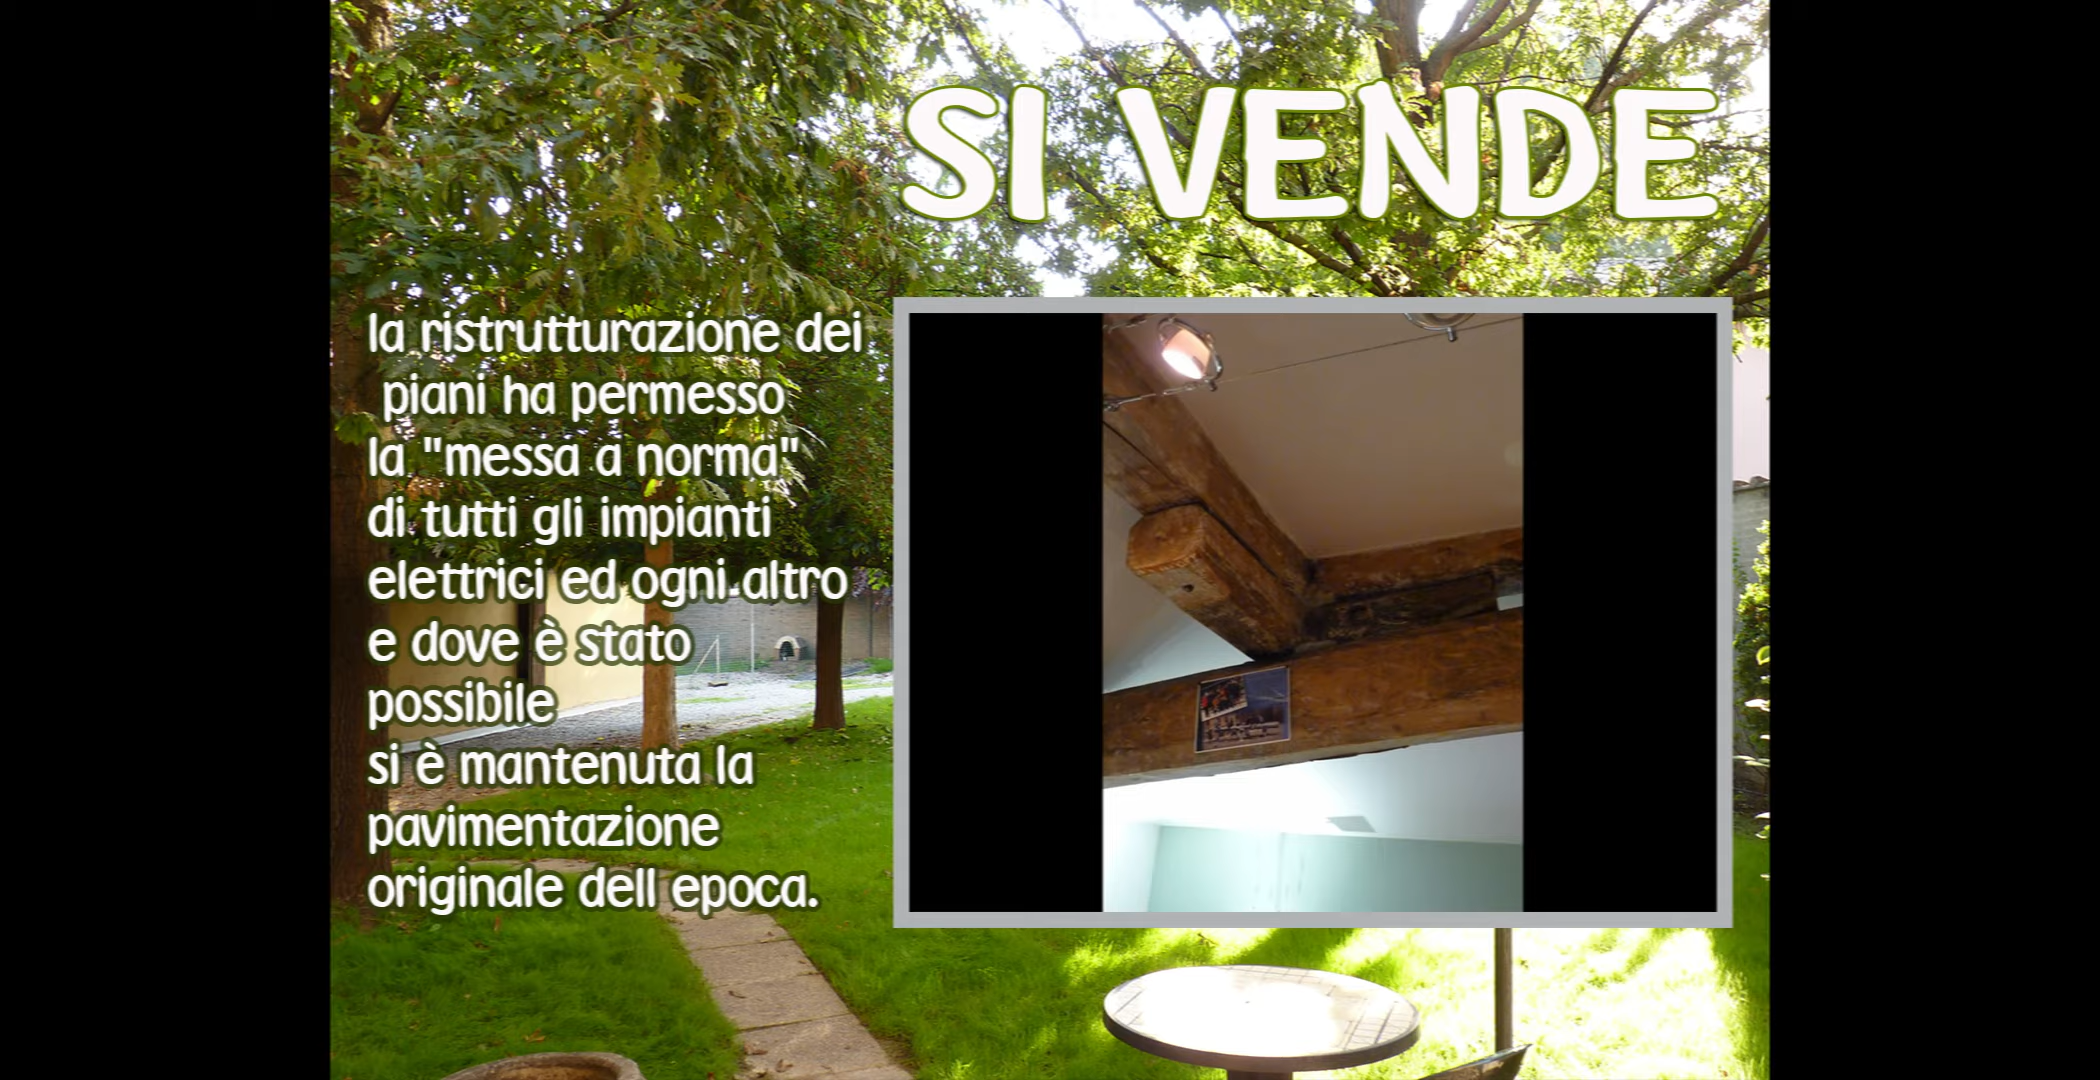 SI VENDE
la ristrutturazione dei
piani ha permesso
la "messa a norma"
di tutti gli impianti
elettrici ed ogni altro
e dove è stato
possibile
si è mantenuta la
pavimentazione
originale dell epoca.